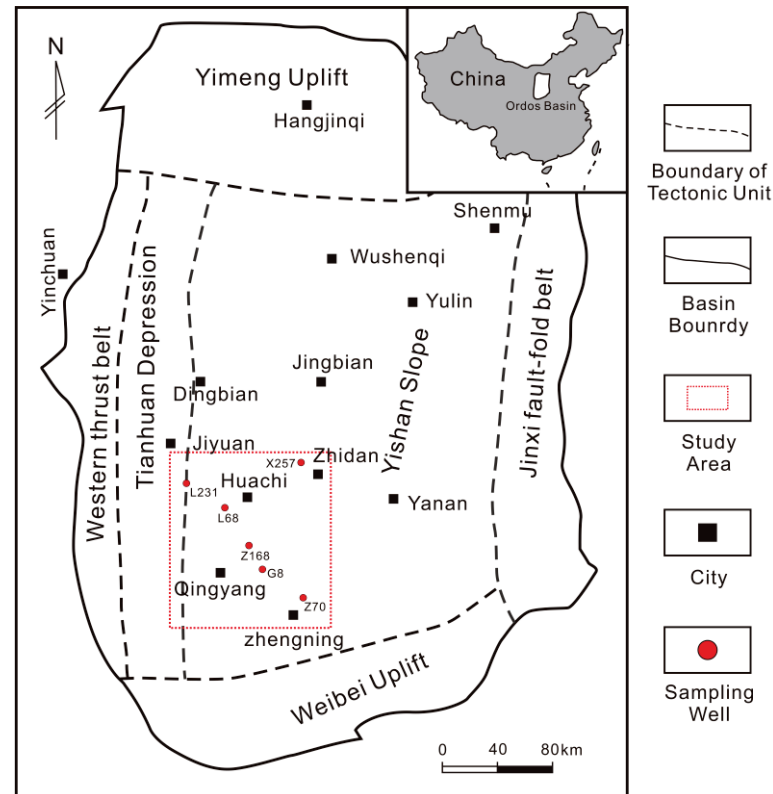 N
Yimeng Uplift
Hangjinqi
China
Ordos Basin
Shenmu
Wushenqi
Yinchuan
Yulin
Western thrust belt
Tianhuan Depression
Yishan Slope
Jinxi fault-fold belt
Jingbian
Dingbian
Jiyuan
X257
Zhidan
L231
Huachi
L68
Yanan
Z168
G8
Qingyang
Z70
zhengning
Weibei Uplift
0 40 80km
Boundary of
Tectonic Unit
Basin
Bounrdy
Study
Area
City
Sampling
Well